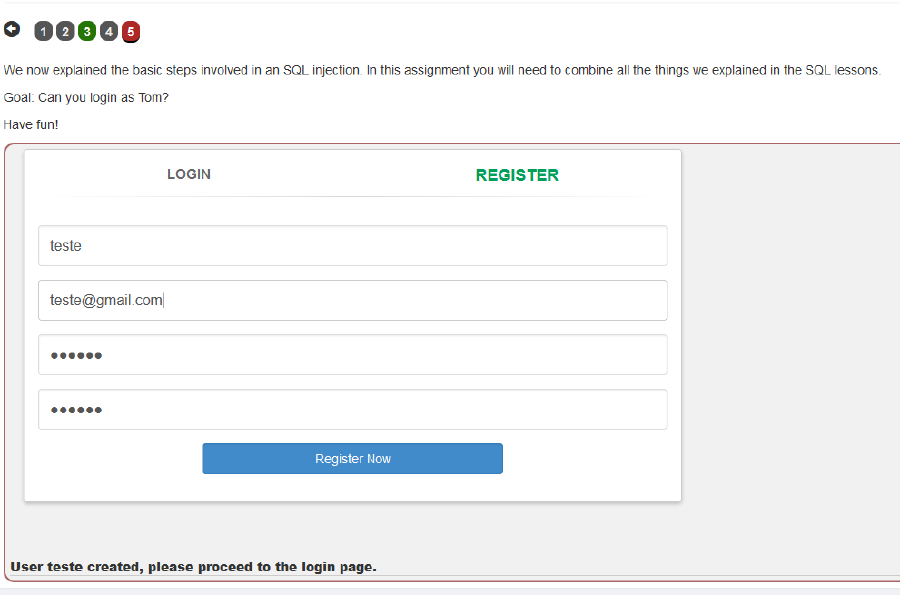 1 2 3 4 5
We now explained the basic steps involved in an SQL injection. In this assignment you will need to combine all the things we explained in the SQL lessons.
Goal: Can you login as Tom?
Have fun!
LOGIN REGISTER
teste
teste@gmail.com
••••••
••••••
Register Now
User teste created, please proceed to the login page.